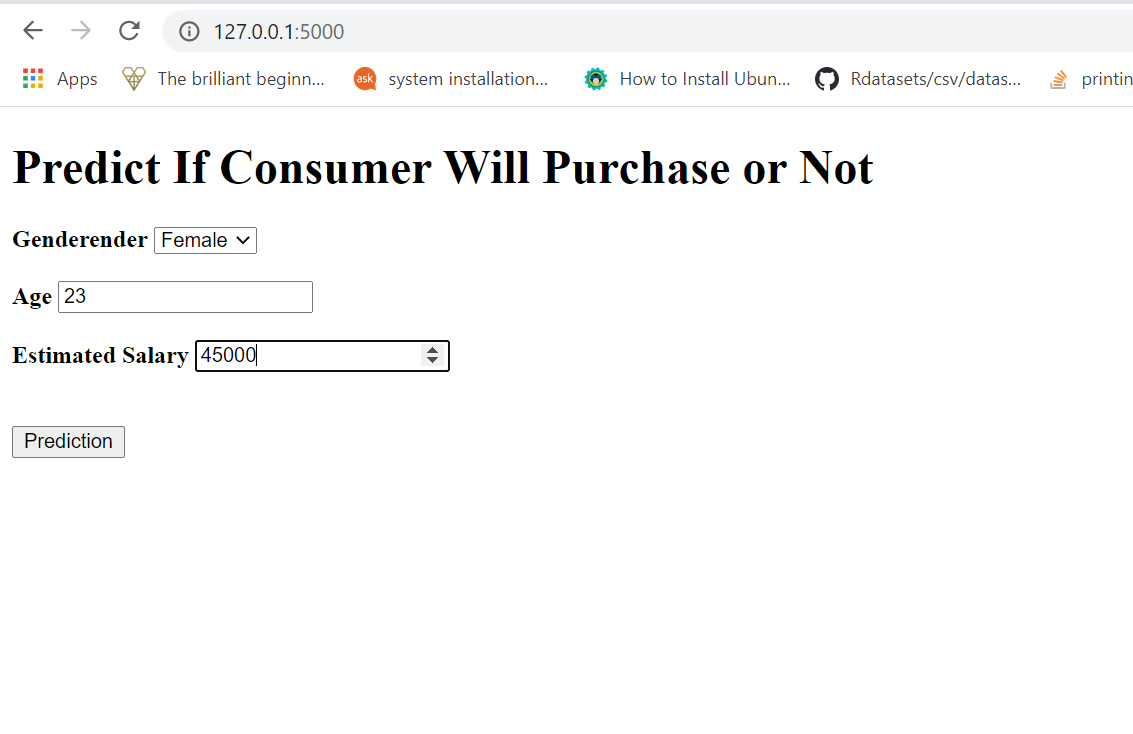 127.0.0.1:5000
Apps The brilliant beginn... ask system installation... How to Install Ubun... Rdatasets/csv/datas... printin
Predict If Consumer Will Purchase or Not
Genderender Female
Age 23
Estimated Salary 45000
Prediction